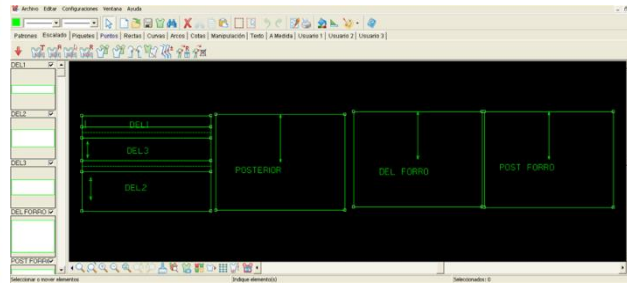 Archivo Editar Configuraciones Ventana Ayuda
Patrones Escalado Piquetes Puntos Rectas Curvas Arcos Cotas Manipulación Texto A Medida Usuario 1 Usuario 2 Usuario 3
DEL1
DEL2
DEL3
DEL FORRO
POST FORRO
DEL1
DEL3
DEL2
POSTERIOR
DEL FORRO
POST FORRO
Seleccionar o mover elementos
Indique elemento(s)
Seleccionados: 0